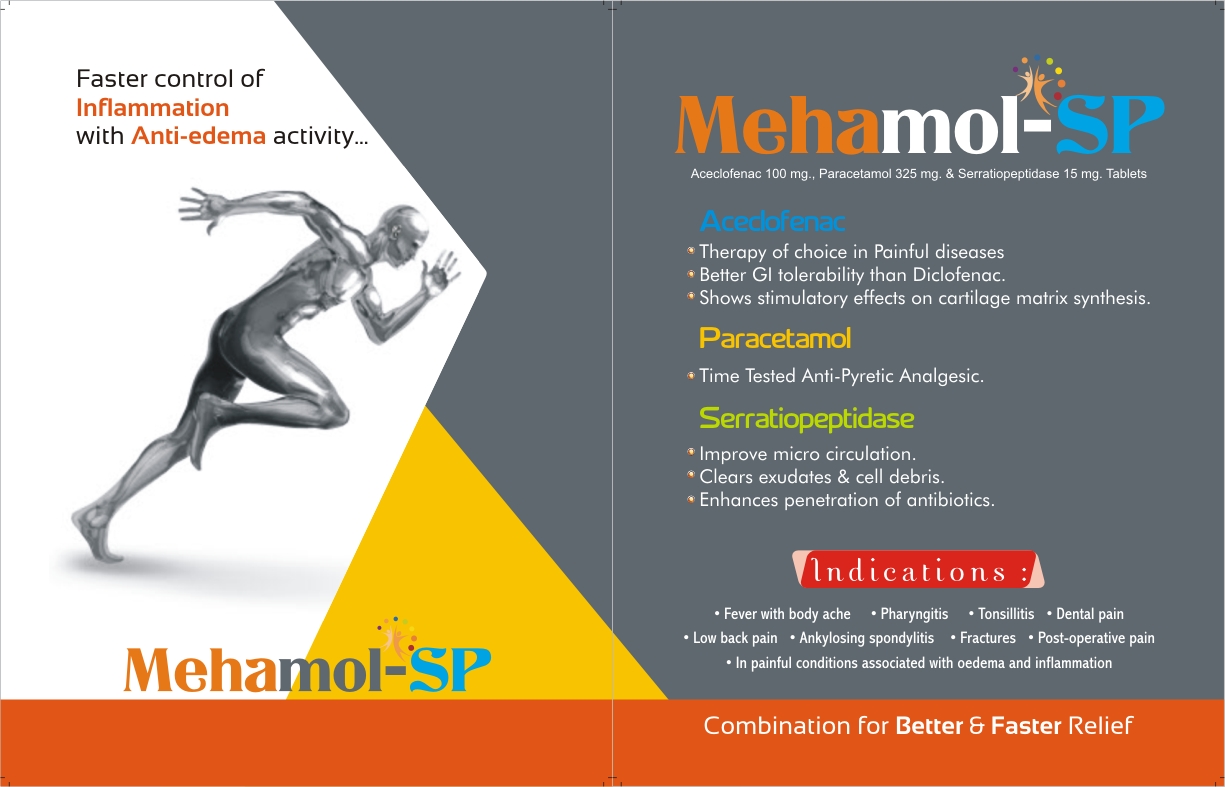 Faster control of
Inflammation
with Anti-edema activity...
Mehamol-SP
Mehamol-SP
Aceclofenac 100 mg., Paracetamol 325 mg. & Serratiopeptidase 15 mg. Tablets
Aceclofenac
Therapy of choice in Painful diseases
Better GI tolerability than Diclofenac.
Shows stimulatory effects on cartilage matrix synthesis.
Paracetamol
Time Tested Anti-Pyretic Analgesic.
Serratiopeptidase
Improve micro circulation.
Clears exudates & cell debris.
Enhances penetration of antibiotics.
Indications :
• Fever with body ache • Pharyngitis • Tonsillitis • Dental pain
• Low back pain • Ankylosing spondylitis • Fractures • Post-operative pain
• In painful conditions associated with oedema and inflammation
Combination for Better & Faster Relief